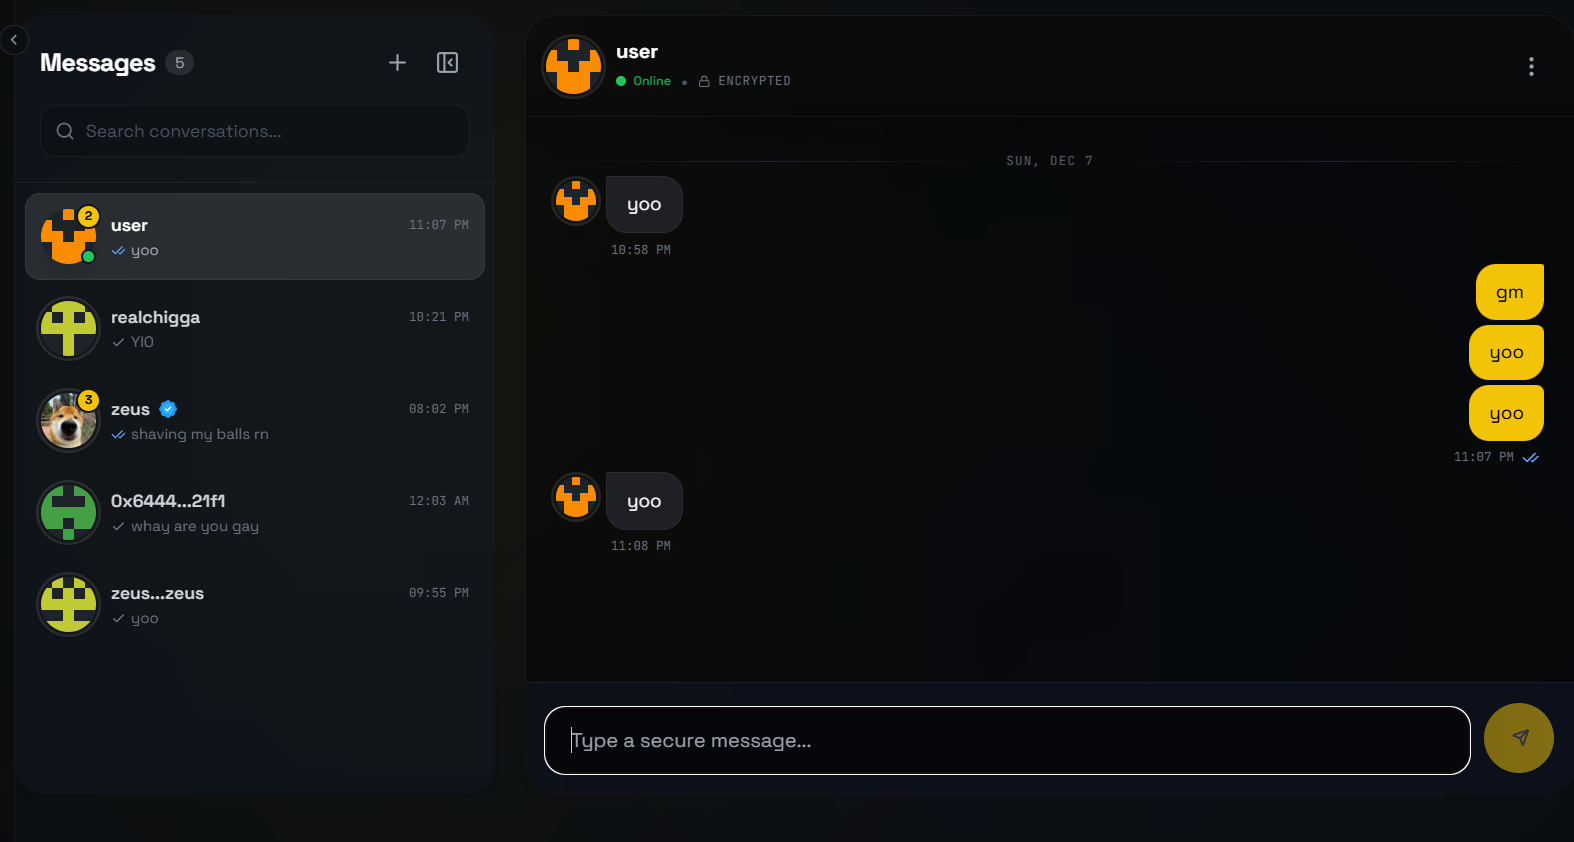 Messages 5
Search conversations...
2
user 11:07 PM
yoo
realchigga 10:21 PM
YIO
3
zeus 08:02 PM
shaving my balls rn
0x6444...21f1 12:03 AM
whay are you gay
zeus...zeus 09:55 PM
yoo
user
Online • ENCRYPTED
SUN, DEC 7
yoo
10:58 PM
gm
yoo
yoo
11:07 PM
yoo
11:08 PM
Type a secure message...